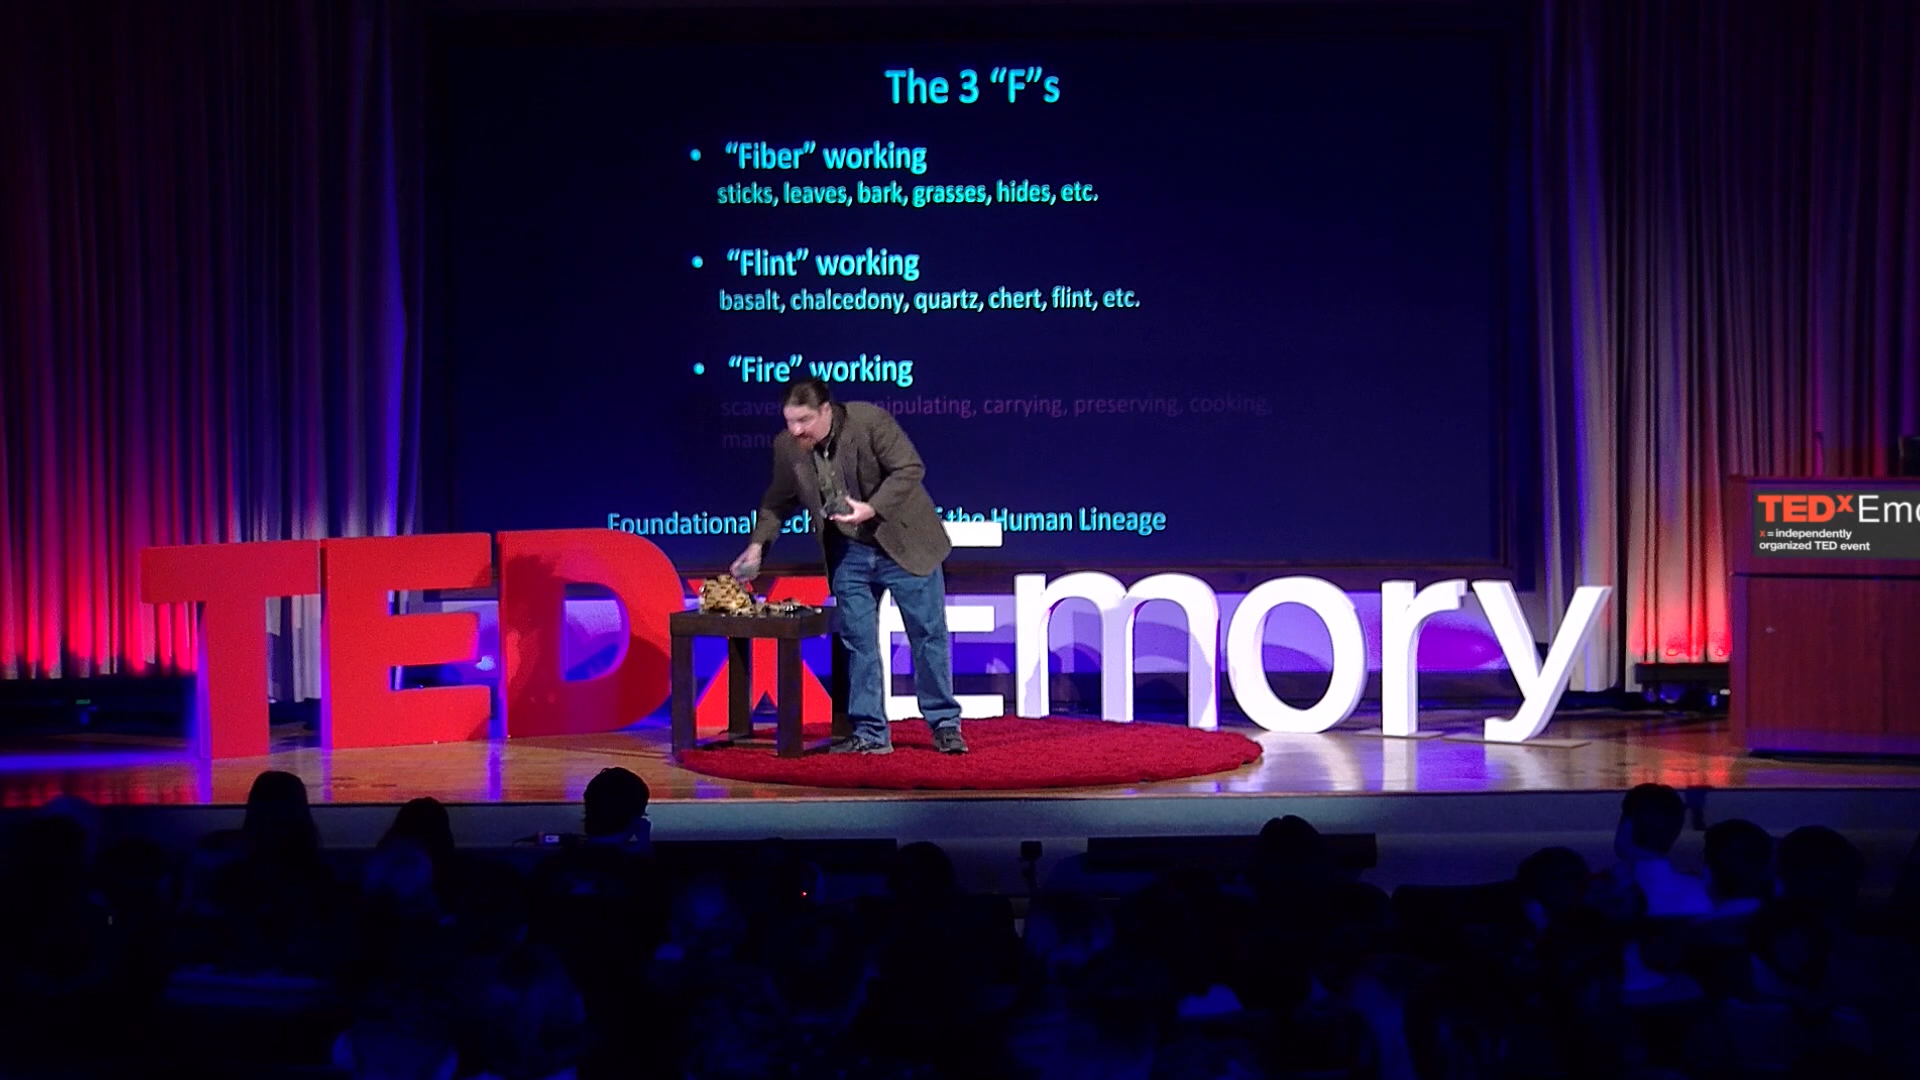 The 3 “F”s
• “Fiber” working
sticks, leaves, bark, grasses, hides, etc.
• “Flint” working
basalt, chalcedony, quartz, chert, flint, etc.
• “Fire” working
carrying, preserving, cooking,
Foundational the Human Lineage
TEDx Emory
TEDx
x = independently
organized TED event